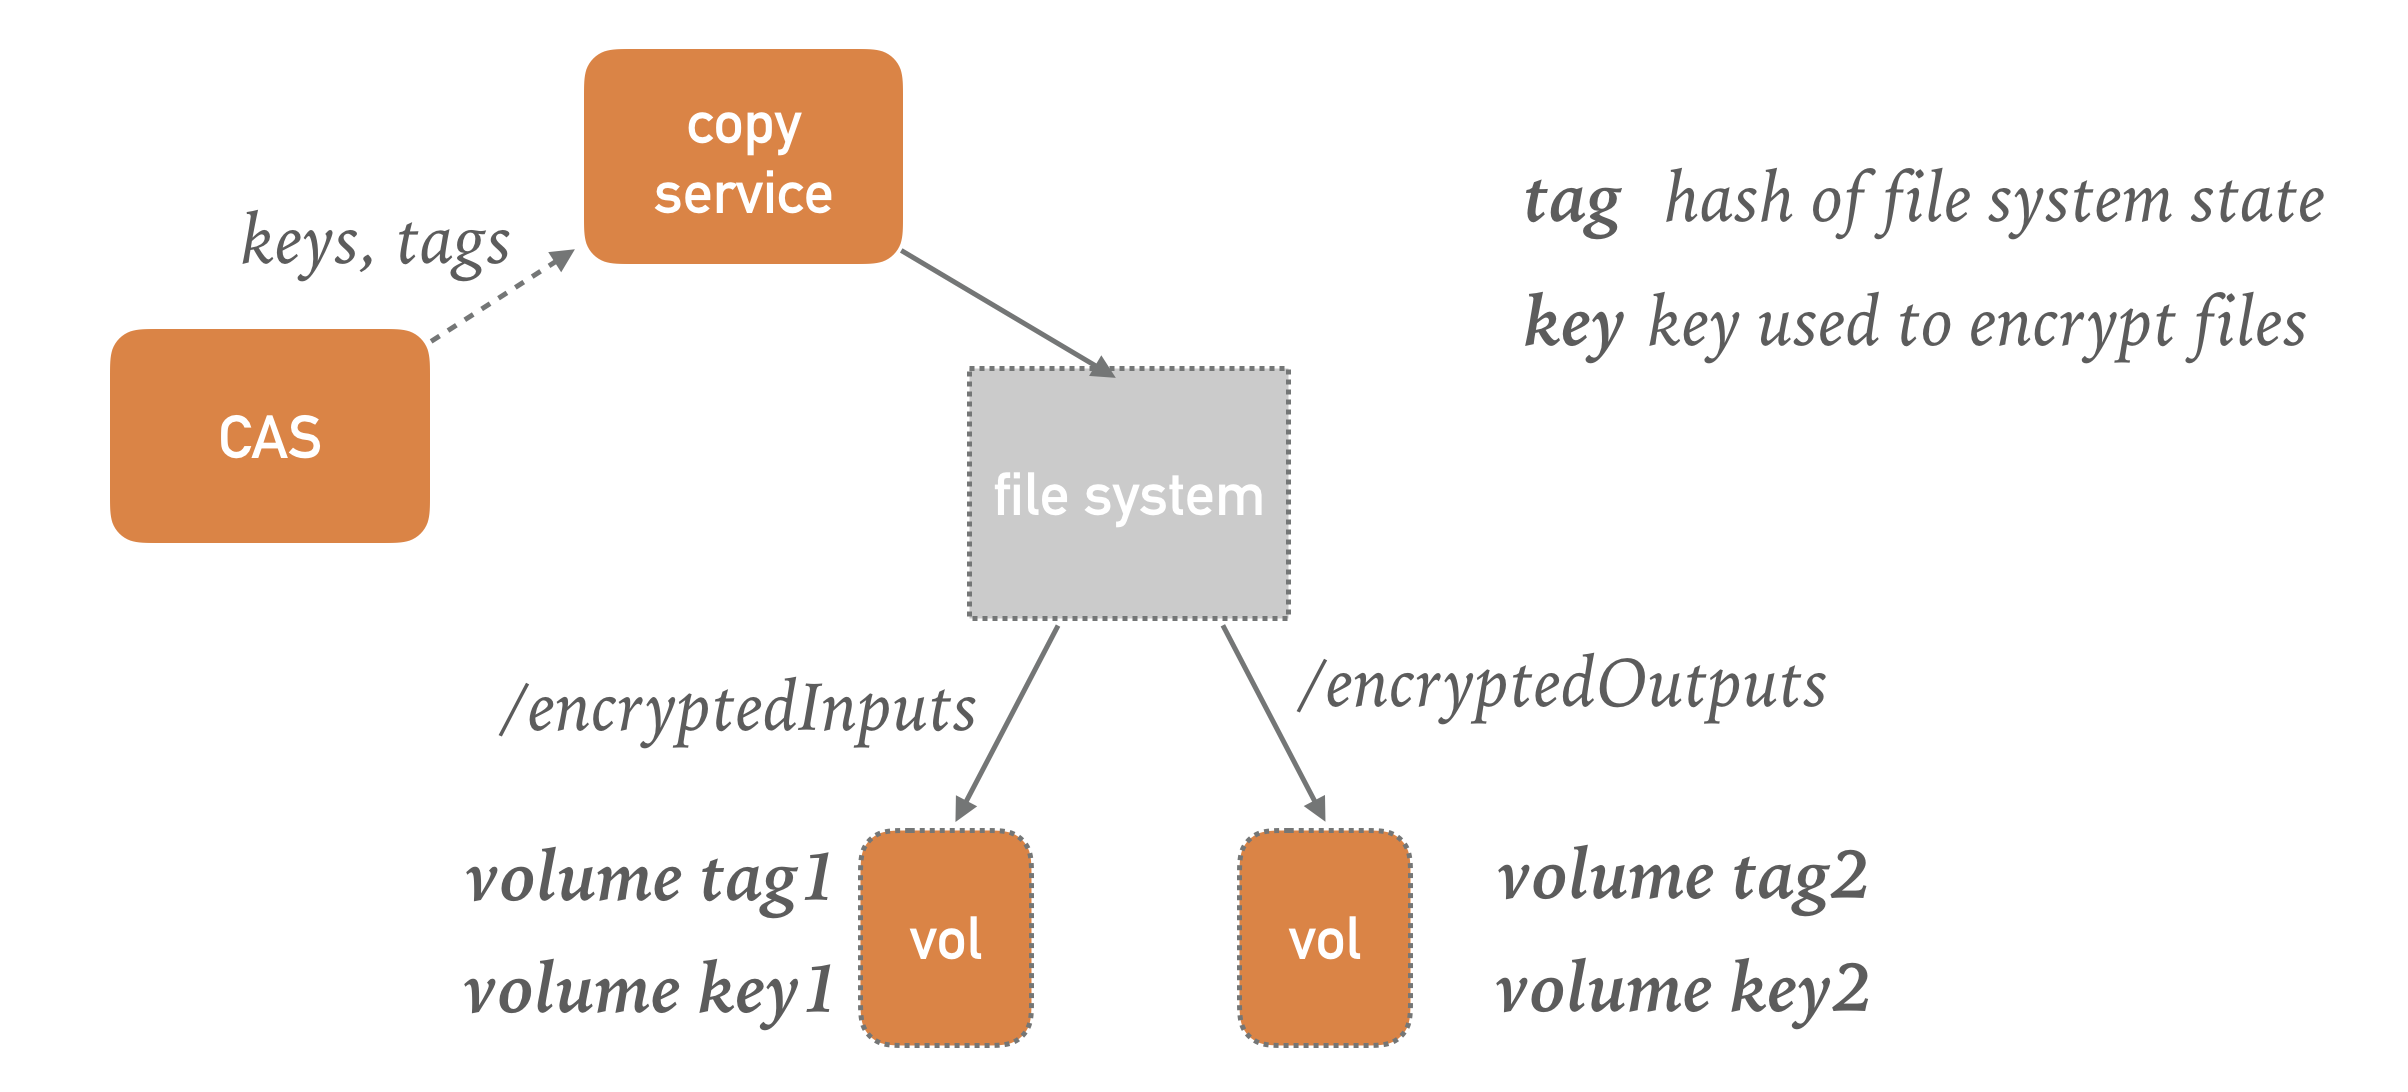 copy
service
keys, tags
CAS
tag hash of file system state
key key used to encrypt files
file system
/encryptedInputs
/encryptedOutputs
volume tag1
volume key1
vol
vol
volume tag2
volume key2